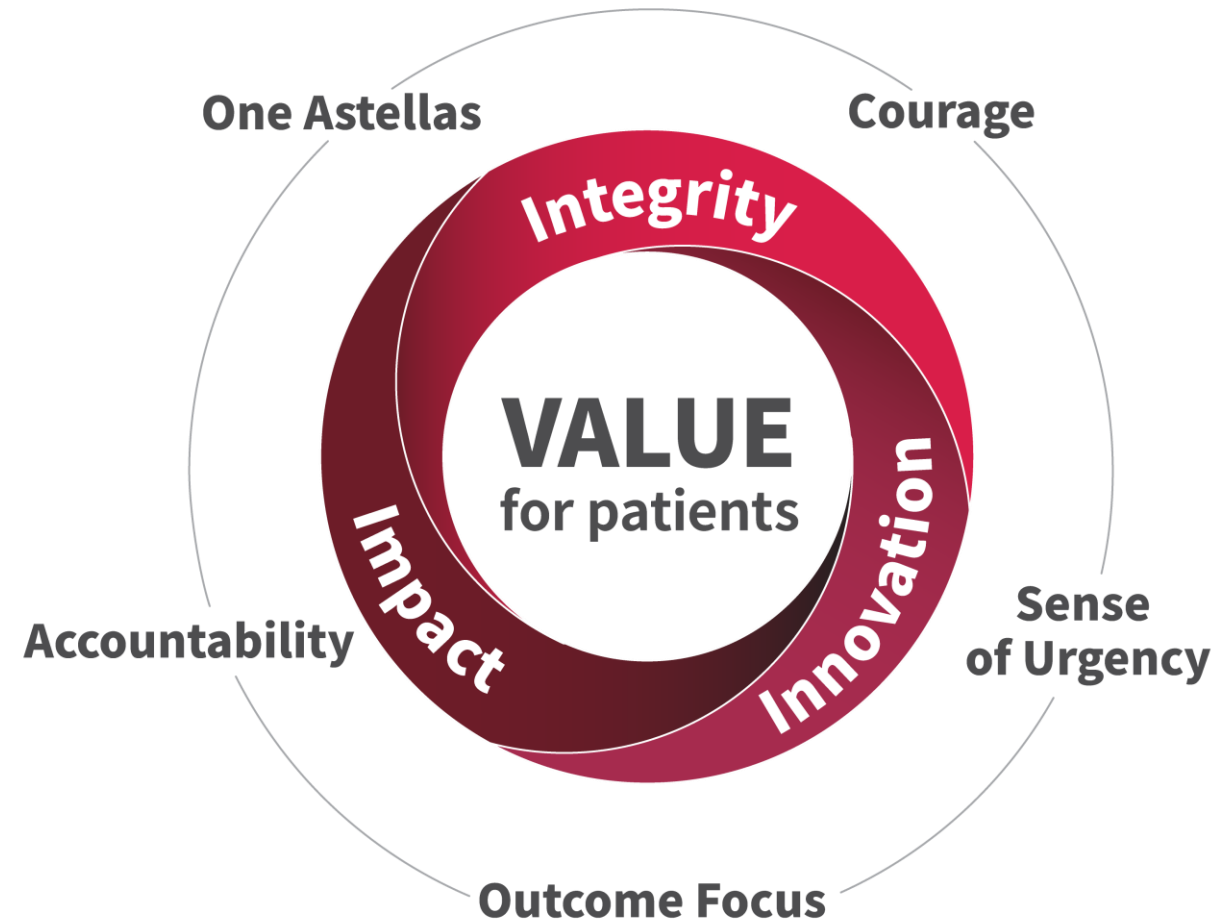 One Astellas
Courage
Integrity
VALUE
for patients
Impact
Innovation
Sense
of Urgency
Accountability
Outcome Focus